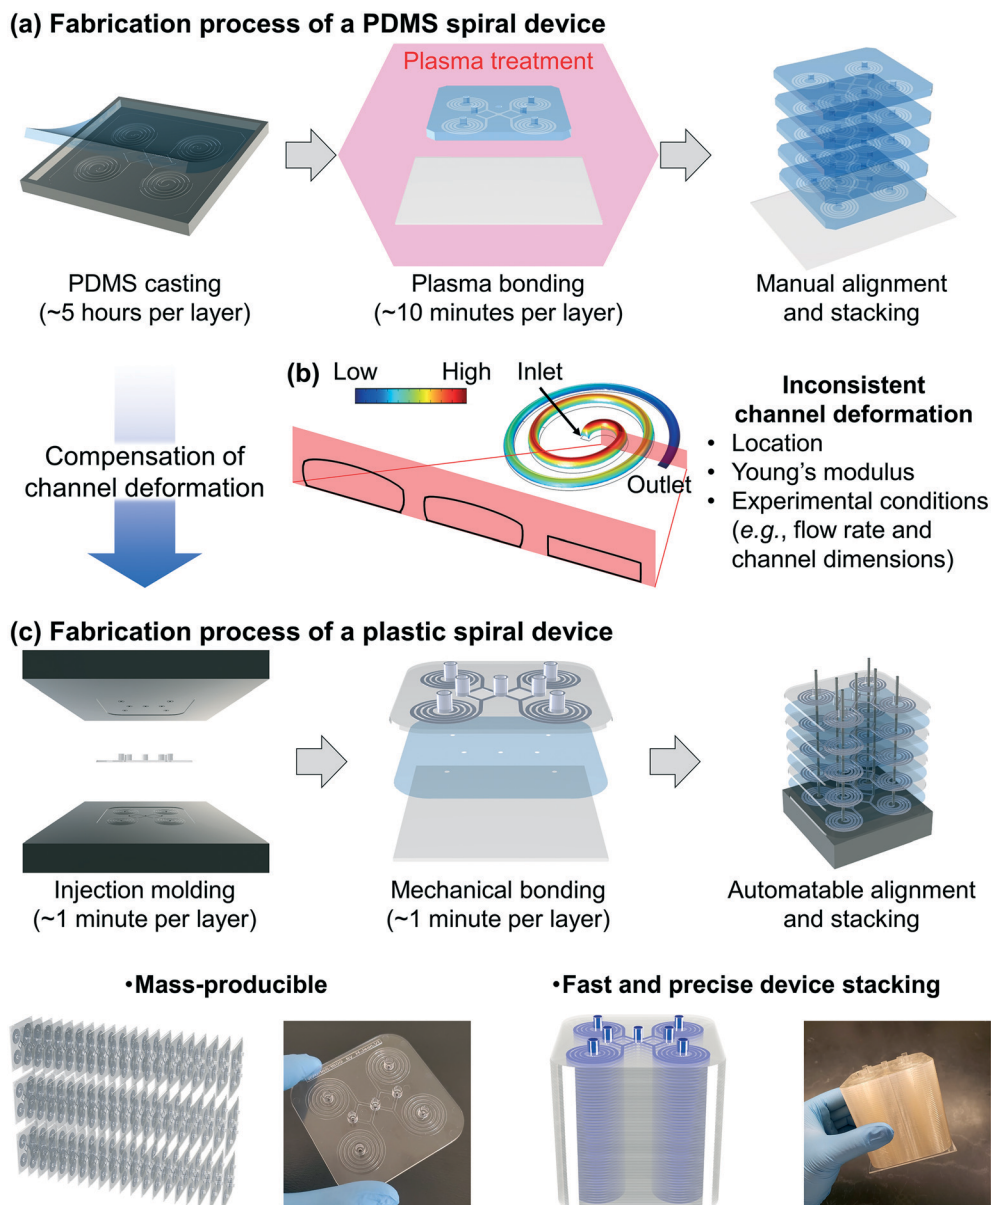 (a) Fabrication process of a PDMS spiral device
Plasma treatment
PDMS casting
(~5 hours per layer)
Plasma bonding
(~10 minutes per layer)
Manual alignment
and stacking
Compensation of
channel deformation
(b)
Low
High
Inlet
Outlet
Inconsistent
channel deformation
• Location
• Young's modulus
• Experimental conditions
(e.g., flow rate and
channel dimensions)
(c) Fabrication process of a plastic spiral device
Injection molding
(~1 minute per layer)
Mechanical bonding
(~1 minute per layer)
Automatable alignment
and stacking
•Mass-producible
•Fast and precise device stacking